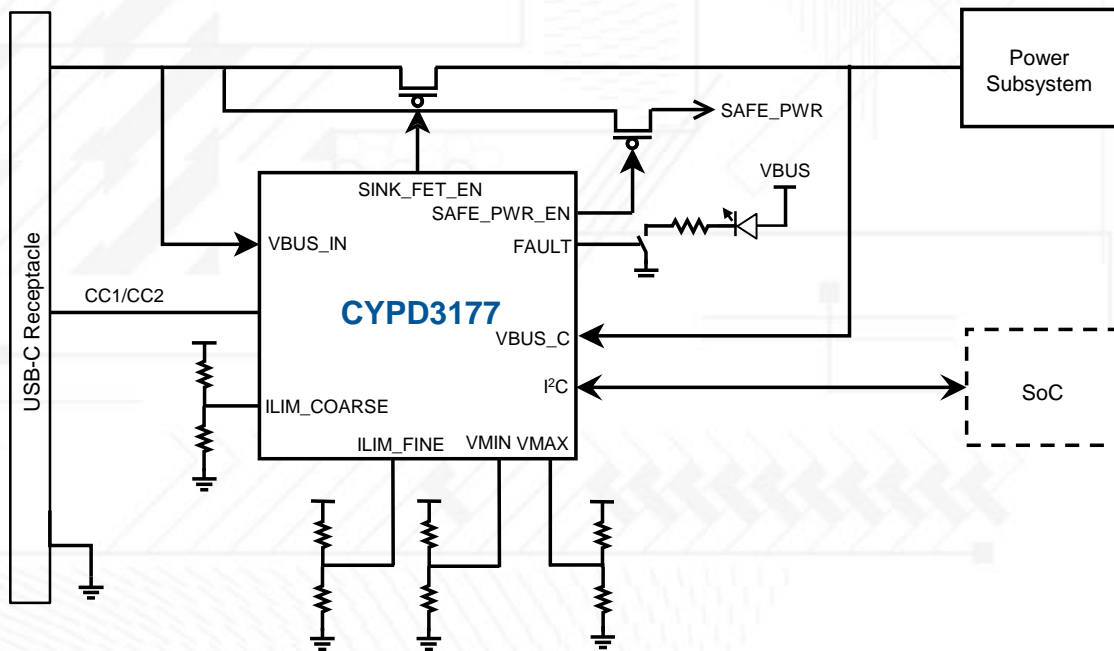 Power
Subsystem
SAFE_PWR
VBUS
SINK_FET_EN
SAFE_PWR_EN
VBUS_IN
FAULT
USB-C Receptacle
CC1/CC2
CYPD3177
VBUS_C
I²C
SoC
ILIM_COARSE
ILIM_FINE
VMIN
VMAX